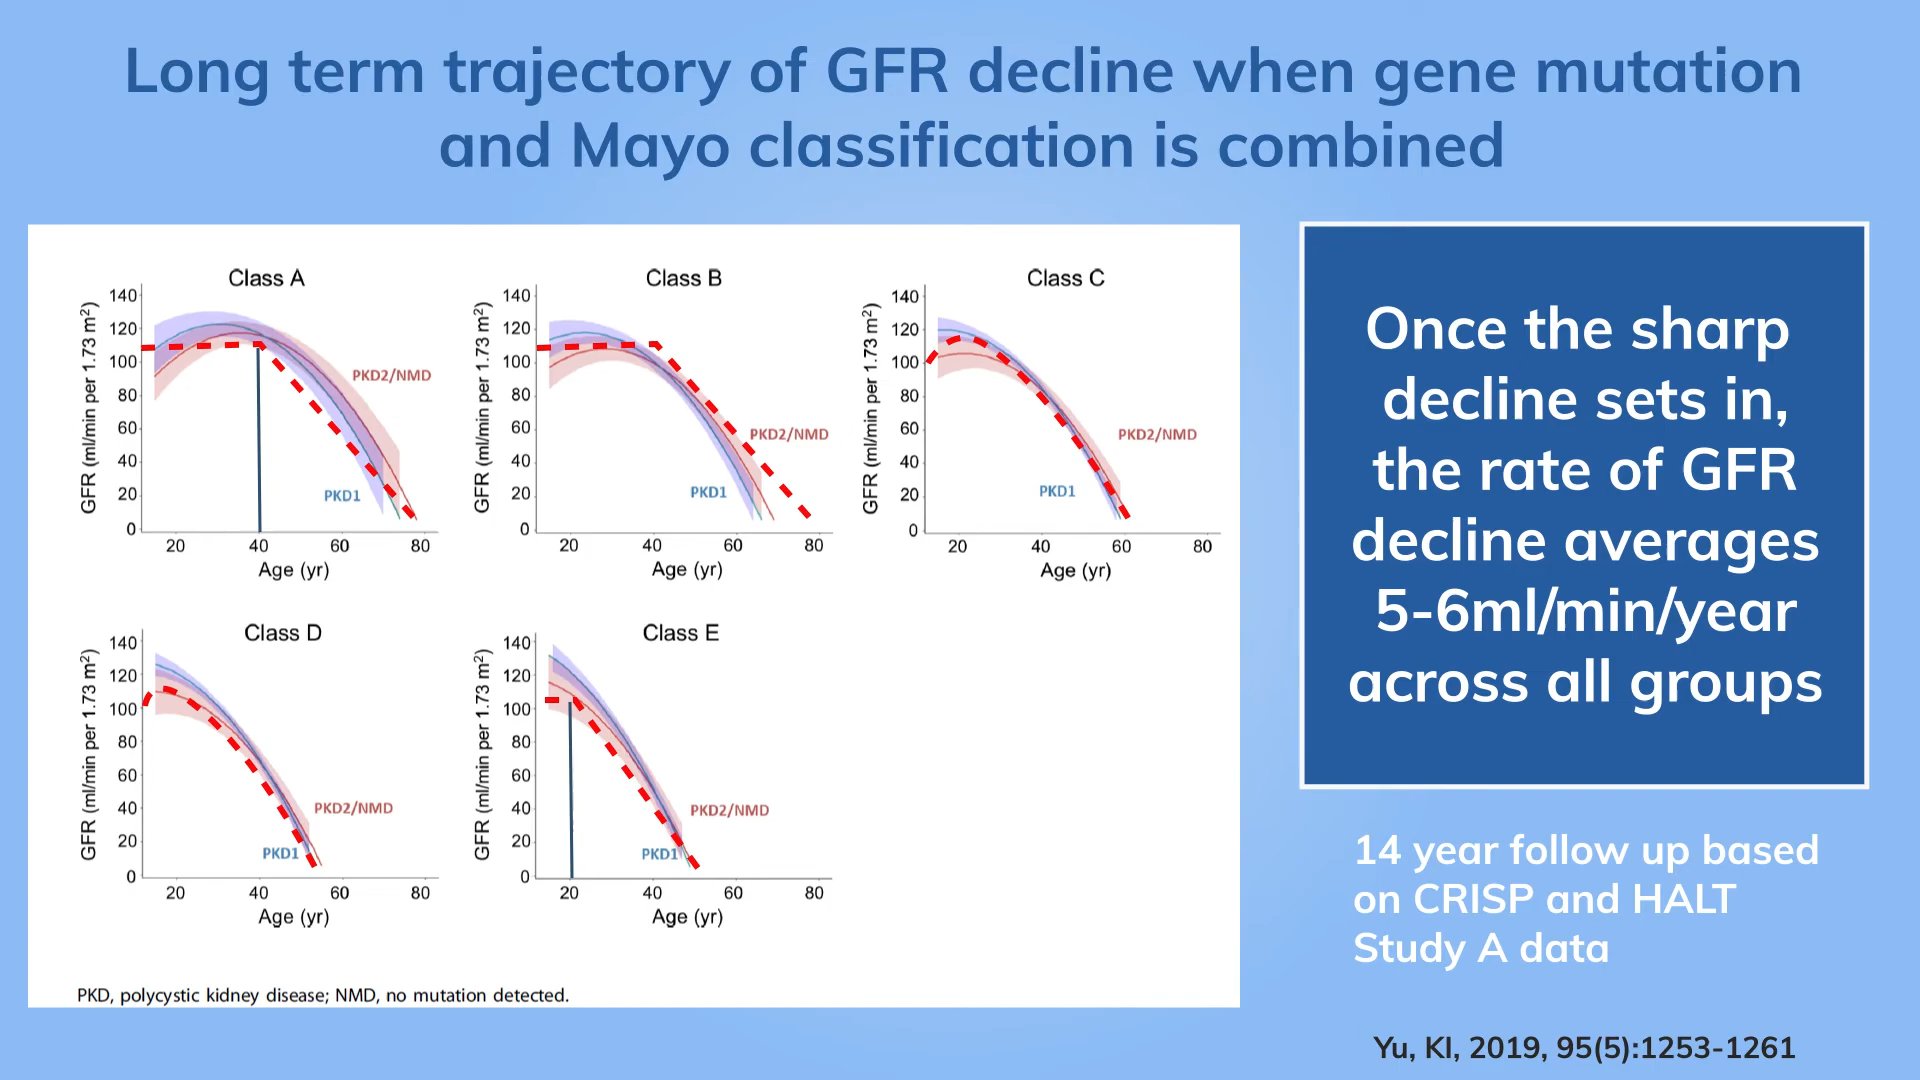 Long term trajectory of GFR decline when gene mutation
and Mayo classification is combined
Class A
GFR (ml/min per 1.73 m²)
140
120
100
80
60
40
20
0
20
40
60
80
Age (yr)
PKD2/NMD
PKD1
Class B
GFR (ml/min per 1.73 m²)
140
120
100
80
60
40
20
0
20
40
60
80
Age (yr)
PKD2/NMD
PKD1
Class C
GFR (ml/min per 1.73 m²)
140
120
100
80
60
40
20
0
20
40
60
80
Age (yr)
PKD2/NMD
PKD1
Class D
GFR (ml/min per 1.73 m²)
140
120
100
80
60
40
20
0
20
40
60
80
Age (yr)
PKD2/NMD
PKD1
Class E
GFR (ml/min per 1.73 m²)
140
120
100
80
60
40
20
0
20
40
60
80
Age (yr)
PKD2/NMD
PKD1
PKD, polycystic kidney disease; NMD, no mutation detected.
Once the sharp
decline sets in,
the rate of GFR
decline averages
5-6ml/min/year
across all groups
14 year follow up based
on CRISP and HALT
Study A data
Yu, KI, 2019, 95(5):1253-1261